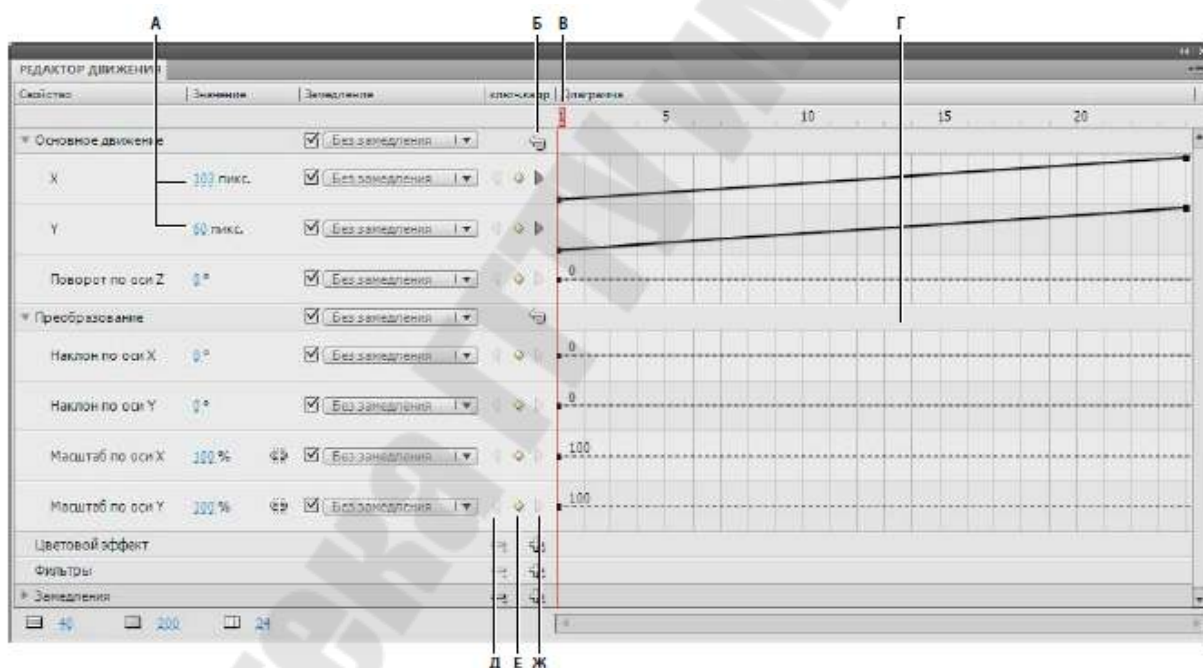 А Б В Г
РЕДАКТОР ДВИЖЕНИЯ
Свойство Значение Замедление ключ.кадр Диаграмма
1 5 10 15 20
Основное движение Без замедления
X 103 пикс. Без замедления
Y 60 пикс. Без замедления
Поворот по оси Z 0° Без замедления 0
Преобразование Без замедления
Наклон по оси X 0° Без замедления 0
Наклон по оси Y 0° Без замедления 0
Масштаб по оси X 100 % Без замедления 100
Масштаб по оси Y 100 % Без замедления 100
Цветовой эффект
Фильтры
Замедления
40 200 24
Д Е Ж